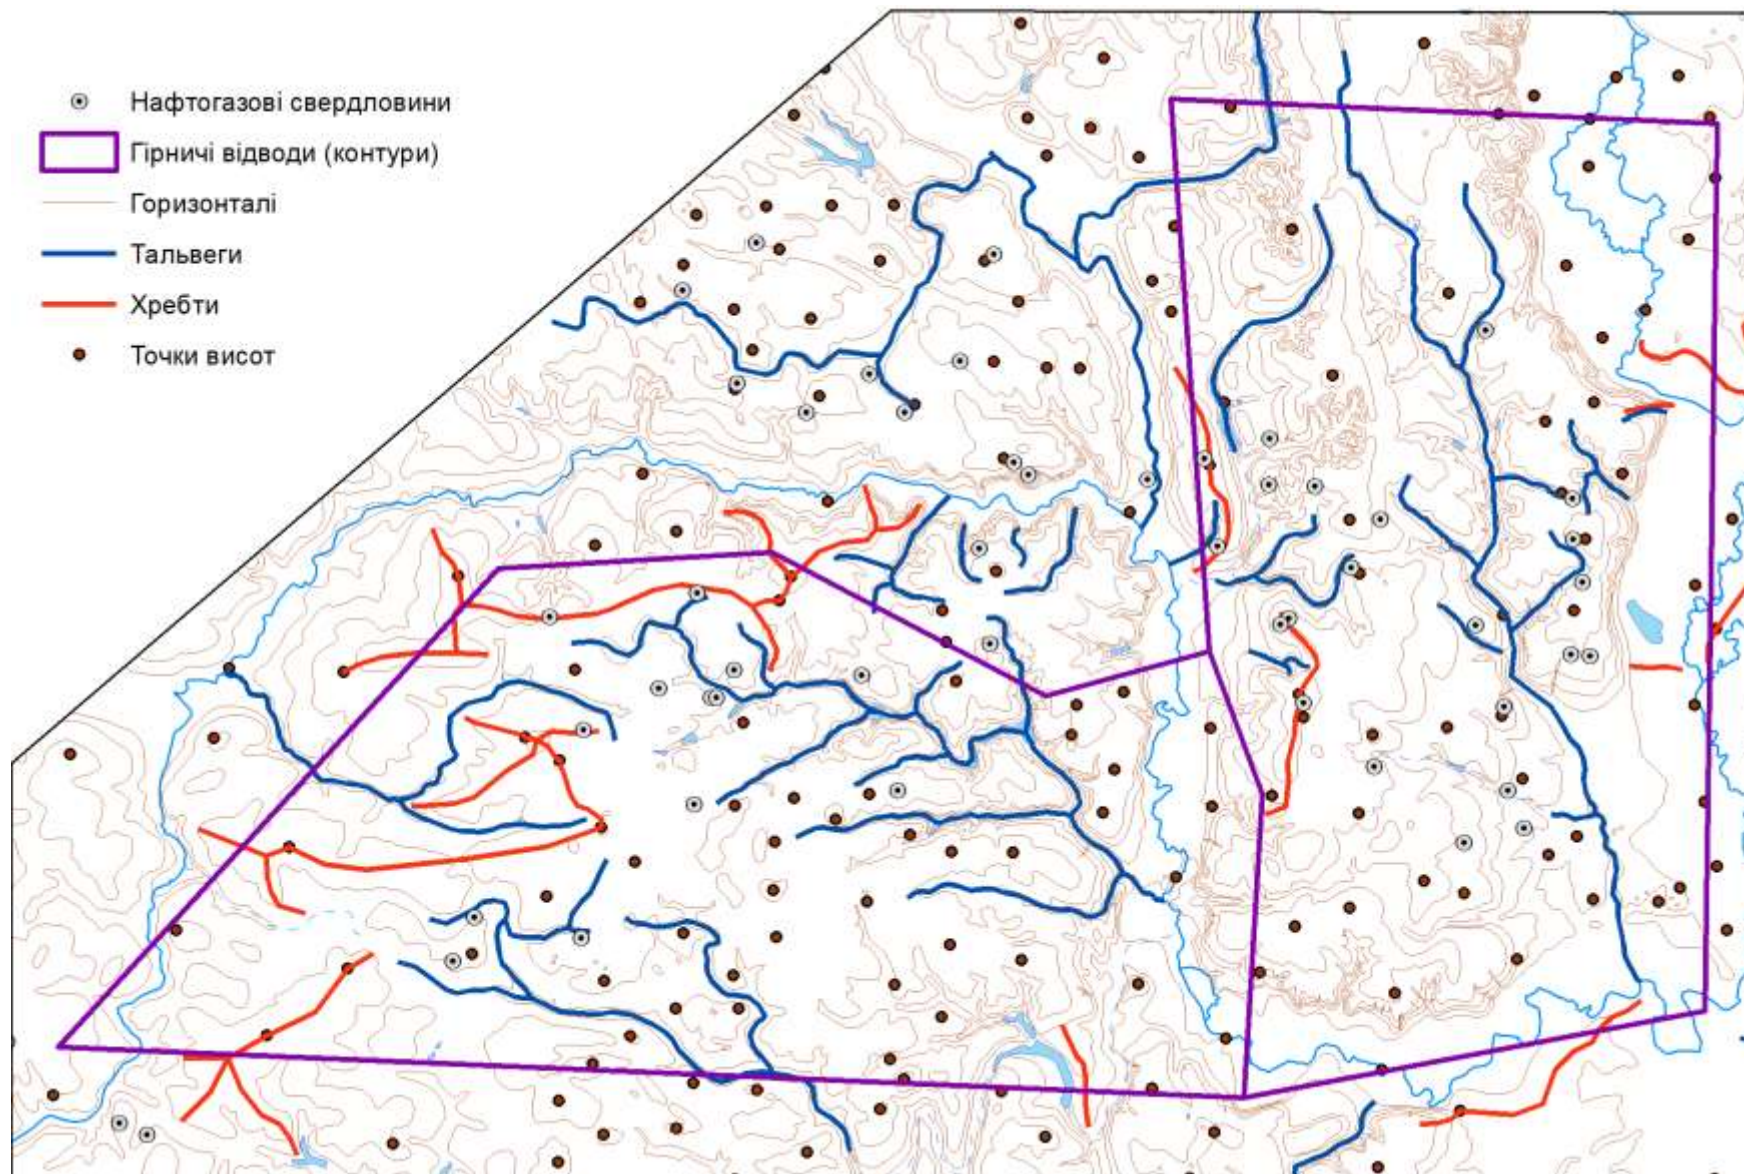 Нафтогазові свердловини
Гірничі відводи (контури)
Горизонталі
Тальвеги
Хребти
Точки висот